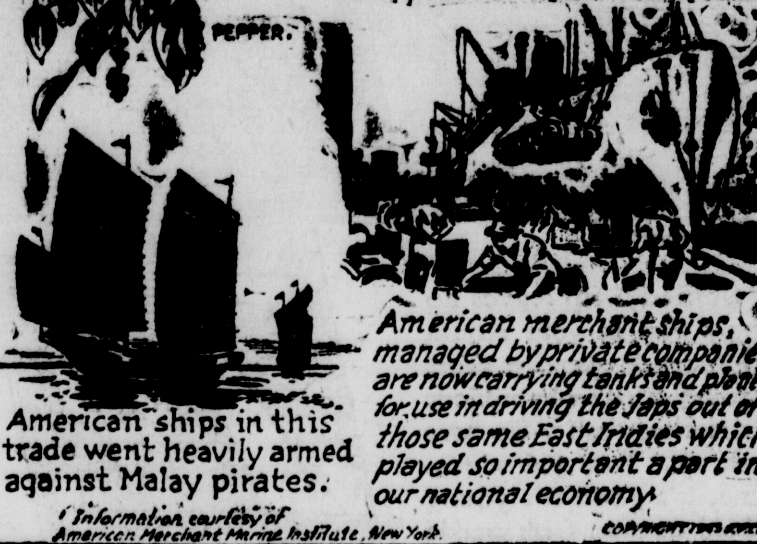 PEPPER.
American ships in this
trade went heavily armed
against Malay pirates.
Information courtesy of
American Merchant Marine Institute, New York.
American merchant ships,
managed by private companie
are now carrying tanks and plan
for use in driving the Japs out of
those same East Indies which
played so important a part in
our national economy.
COPYRIGHT